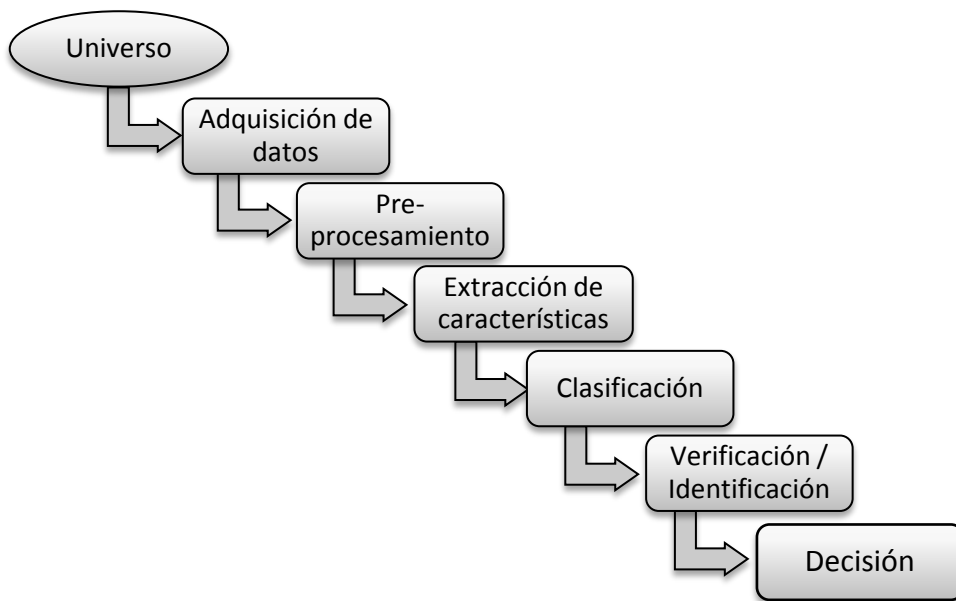 Universo
Adquisición de
datos
Pre-
procesamiento
Extracción de
características
Clasificación
Verificación /
Identificación
Decisión